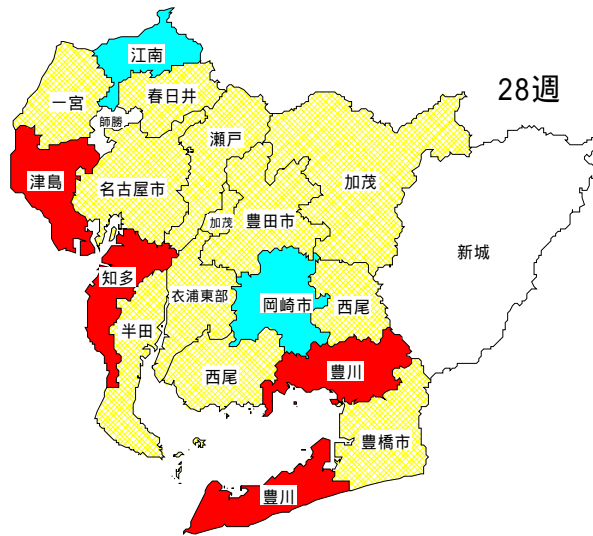 江南
28週
春日井
一宮
師勝
瀬戸
津島
名古屋市
加茂
加茂
豊田市
新城
知多
衣浦東部
岡崎市
西尾
半田
西尾
豊川
豊橋市
豊川